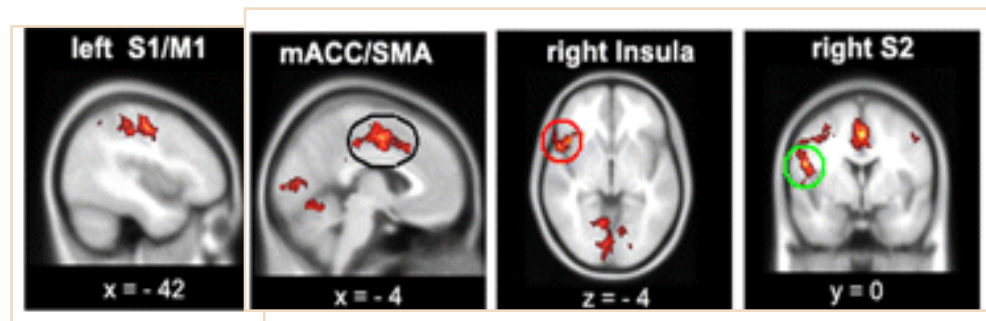 left S1/M1
x = - 42
mACC/SMA
x = - 4
right Insula
z = - 4
right S2
y = 0